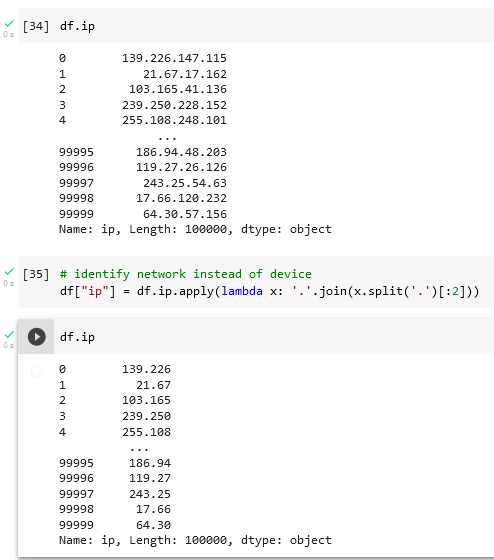 [34] df.ip
0s
0 139.226.147.115
1 21.67.17.162
2 103.165.41.136
3 239.250.228.152
4 255.108.248.101
...
99995 186.94.48.203
99996 119.27.26.126
99997 243.25.54.63
99998 17.66.120.232
99999 64.30.57.156
Name: ip, Length: 100000, dtype: object
[35] # identify network instead of device
0s
df["ip"] = df.ip.apply(lambda x: '.'.join(x.split('.')[:2]))
df.ip
0s
0 139.226
1 21.67
2 103.165
3 239.250
4 255.108
...
99995 186.94
99996 119.27
99997 243.25
99998 17.66
99999 64.30
Name: ip, Length: 100000, dtype: object